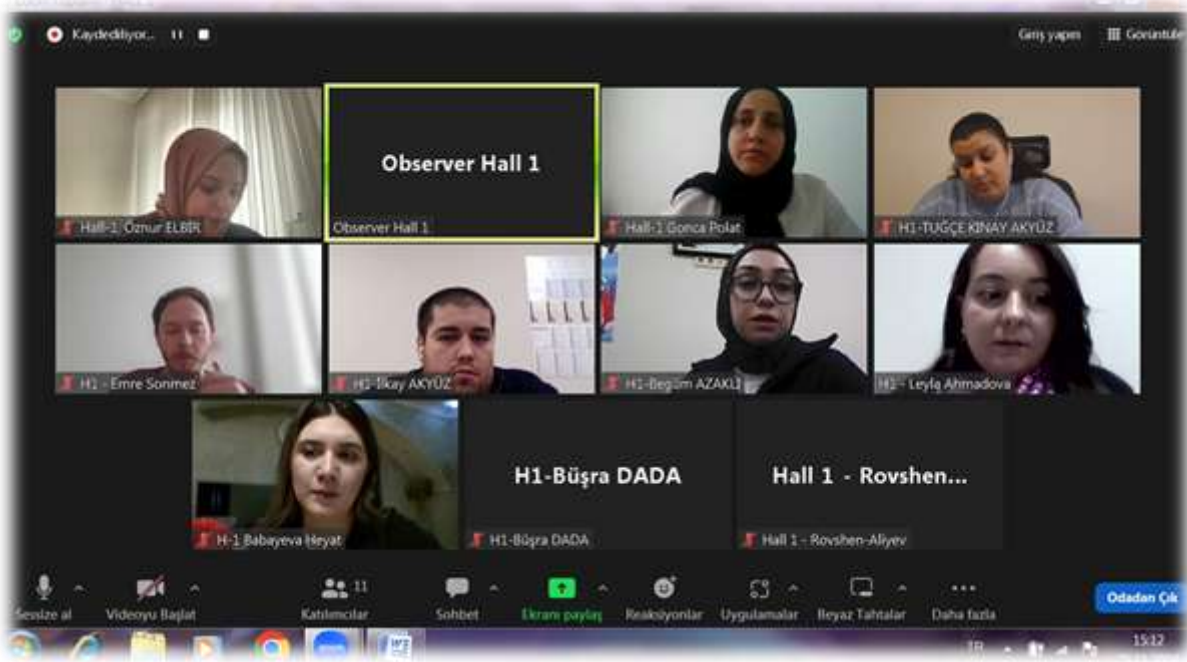 Kaydediliyor...
Giriş yapın
Görüntüle
Hall-1, Öznur ELBİR
Observer Hall 1
Observer Hall 1
Hall-1 Gonca Polat
H1-TUĞÇE KINAY AKYÜZ
H1 - Emre Sonmez
H1-İlkay AKYÜZ
H1-Begüm AZAKLI
H1 - Leyla Ahmadova
H-1 Babayeva Heyat
H1-Büşra DADA
H1-Büşra DADA
Hall 1 - Rovshen...
Hall 1 - Rovshen-Aliyev
Sessize al
Videoyu Başlat
11
Katılımcılar
Sohbet
Ekranı paylaş
Reaksiyonlar
Uygulamalar
Beyaz Tahtalar
Daha fazla
Odadan Çık
TR
15:12